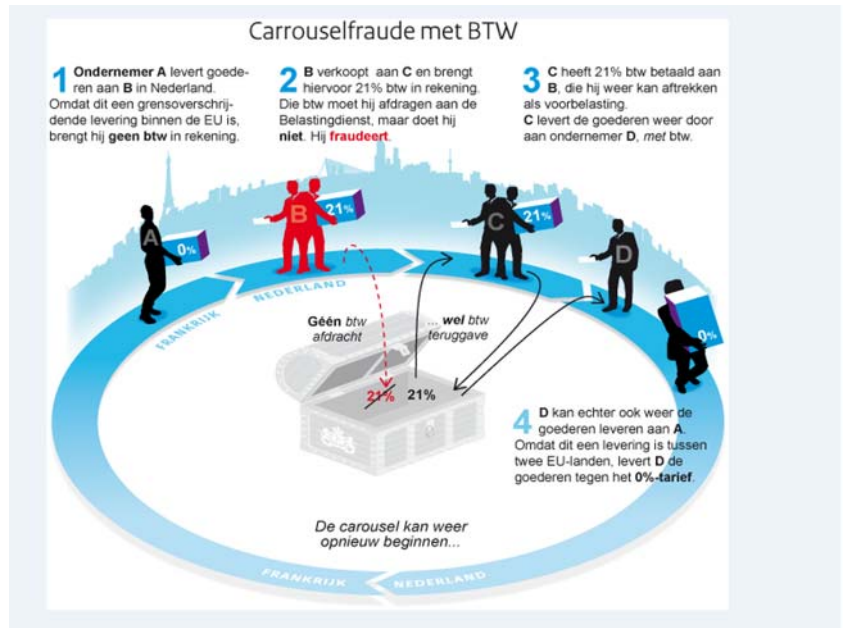 Carrouselfraude met BTW
1 Ondernemer A levert goede-
ren aan B in Nederland.
Omdat dit een grensoverschrij-
dende levering binnen de EU is,
brengt hij geen btw in rekening.
2 B verkoopt aan C en brengt
hiervoor 21% btw in rekening.
Die btw moet hij afdragen aan de
Belastingdienst, maar doet hij
niet. Hij fraudeert.
3 C heeft 21% btw betaald aan
B, die hij weer kan aftrekken
als voorbelasting.
C levert de goederen weer door
aan ondernemer D, met btw.
A
0%
B
21%
C
21%
D
0%
FRANKRIJK
NEDERLAND
Géén btw
afdracht
... wel btw
teruggave
21%
21%
4 D kan echter ook weer de
goederen leveren aan A.
Omdat dit een levering is tussen
twee EU-landen, levert D de
goederen tegen het 0%-tarief.
De carousel kan weer
opnieuw beginnen...
FRANKRIJK
NEDERLAND